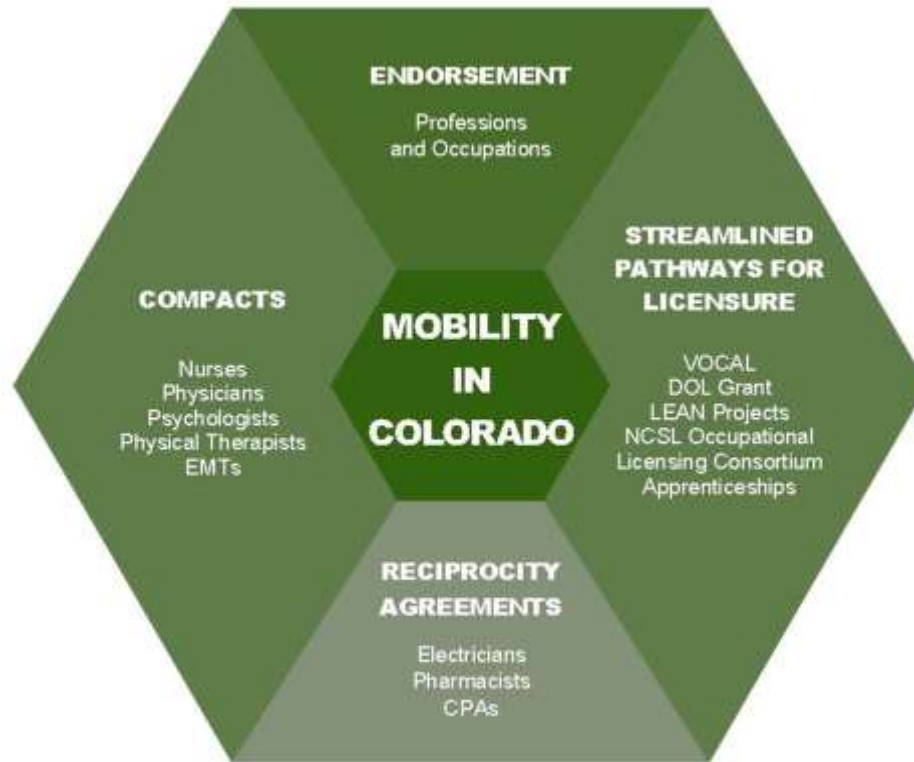 ENDORSEMENT
Professions
and Occupations
COMPACTS
Nurses
Physicians
Psychologists
Physical Therapists
EMTs
MOBILITY
IN
COLORADO
STREAMLINED
PATHWAYS FOR
LICENSURE
VOCAL
DOL Grant
LEAN Projects
NCSL Occupational
Licensing Consortium
Apprenticeships
RECIPROCITY
AGREEMENTS
Electricians
Pharmacists
CPAs